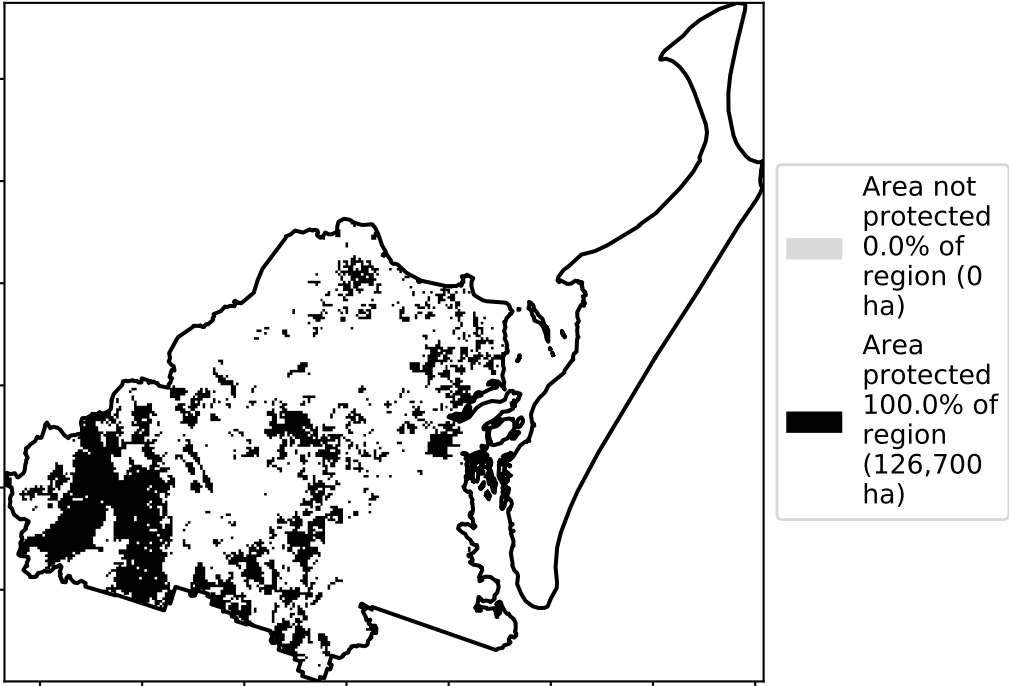 Area not
protected
0.0% of
region (0
ha)
Area
protected
100.0% of
region
(126,700
ha)